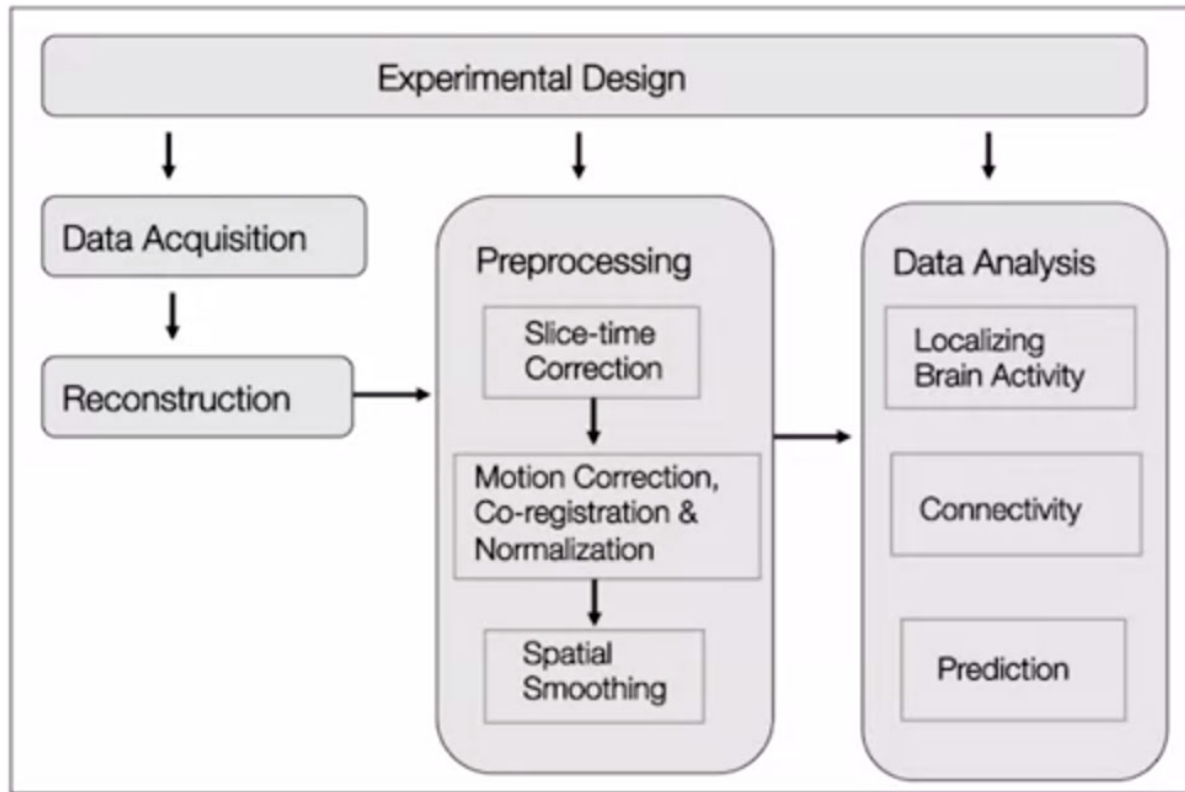 Experimental Design
Data Acquisition
Reconstruction
Preprocessing
Slice-time
Correction
Motion Correction,
Co-registration &
Normalization
Spatial
Smoothing
Data Analysis
Localizing
Brain Activity
Connectivity
Prediction